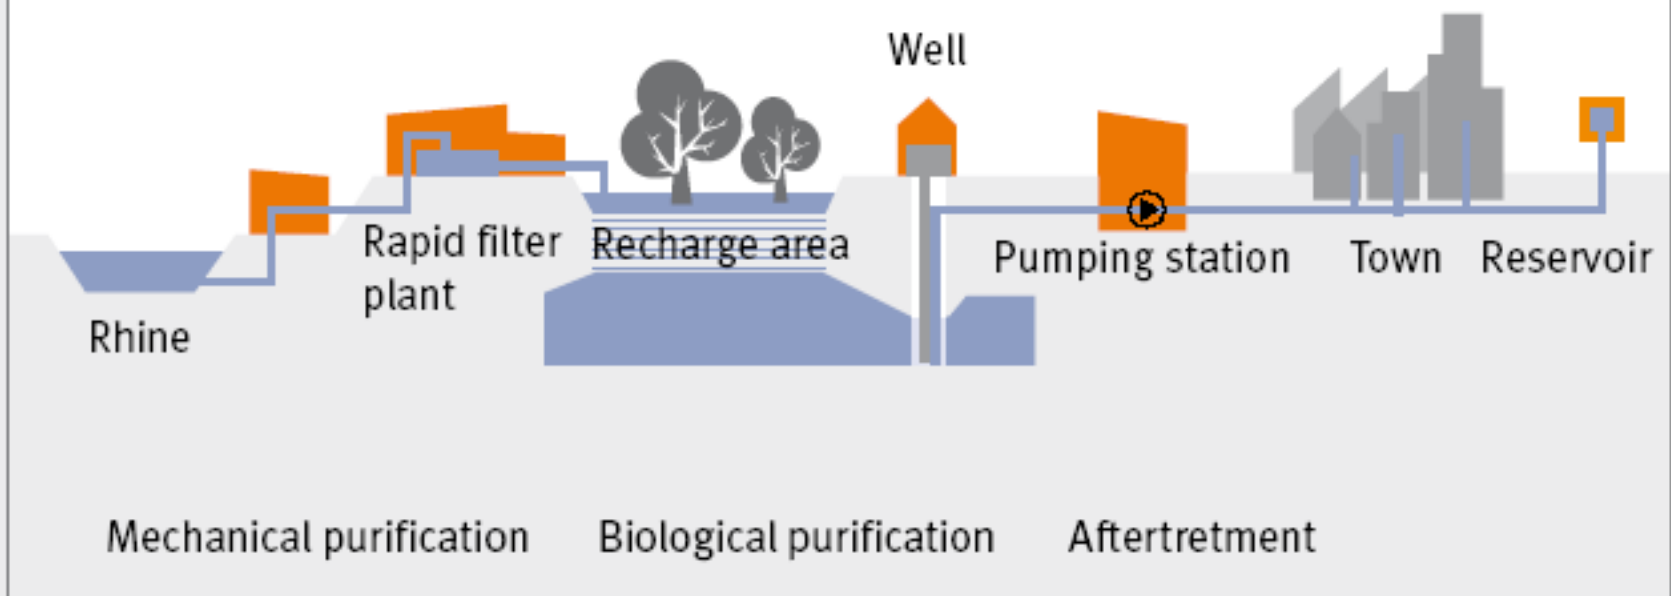 Well
Rapid filter
plant
Recharge area
Pumping station
Town
Reservoir
Rhine
Mechanical purification
Biological purification
Aftertretment